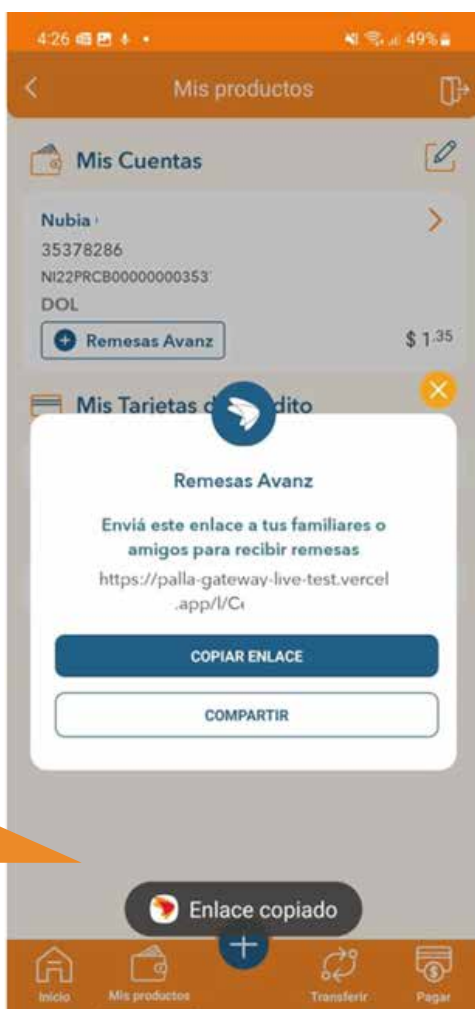 4:26 49%
Mis productos
Mis Cuentas
Nubia
35378286
NI22PRCB00000000353
DOL
Remesas Avanz
$ 1.35
Mis Tarjetas
Remesas Avanz
Enviá este enlace a tus familiares o
amigos para recibir remesas
https://palla-gateway-live-test.vercel
.app/l/C
COPIAR ENLACE
COMPARTIR
Enlace copiado
Inicio
Mis productos
Transferir
Pagar